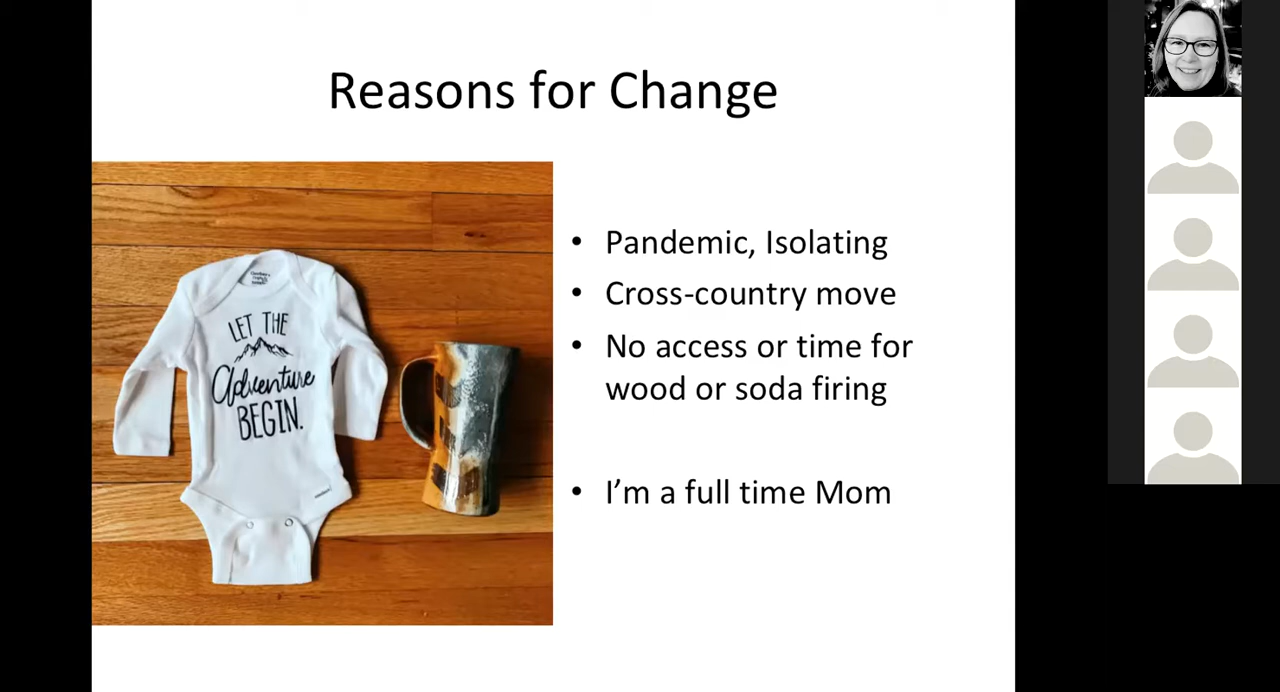 Reasons for Change
LET THE
Adventure
BEGIN.
• Pandemic, Isolating
• Cross-country move
• No access or time for
wood or soda firing
• I’m a full time Mom